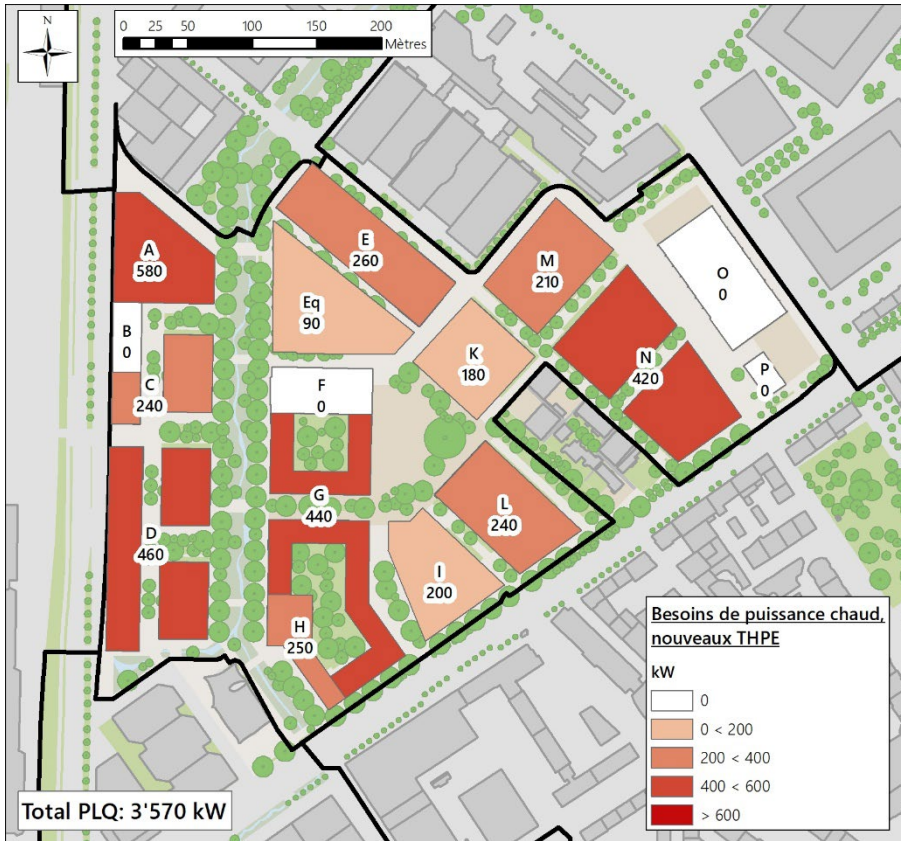 N
0 25 50 100 150 200
Mètres
A
580
B
0
C
240
D
460
E
260
Eq
90
F
0
G
440
H
250
I
200
K
180
L
240
M
210
N
420
O
0
P
0
Besoins de puissance chaud,
nouveaux THPE
kW
0
0 < 200
200 < 400
400 < 600
> 600
Total PLQ: 3'570 kW